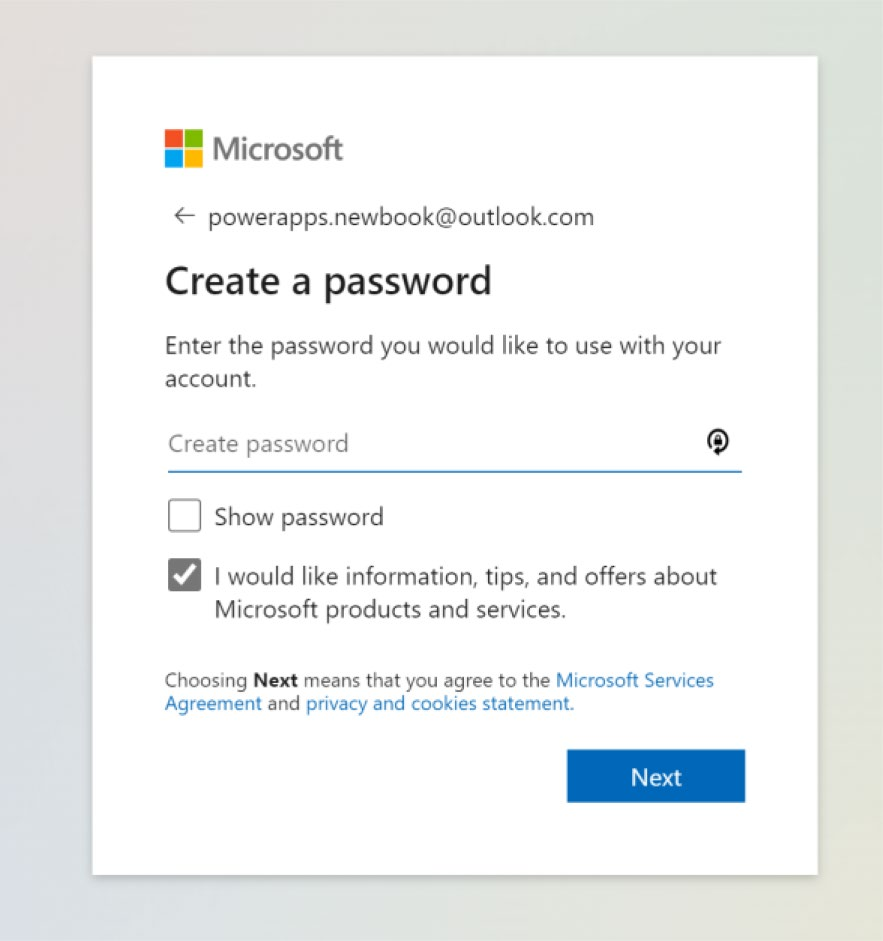 Microsoft
← powerapps.newbook@outlook.com
Create a password
Enter the password you would like to use with your
account.
Create password
Show password
I would like information, tips, and offers about
Microsoft products and services.
Choosing Next means that you agree to the Microsoft Services
Agreement and privacy and cookies statement.
Next